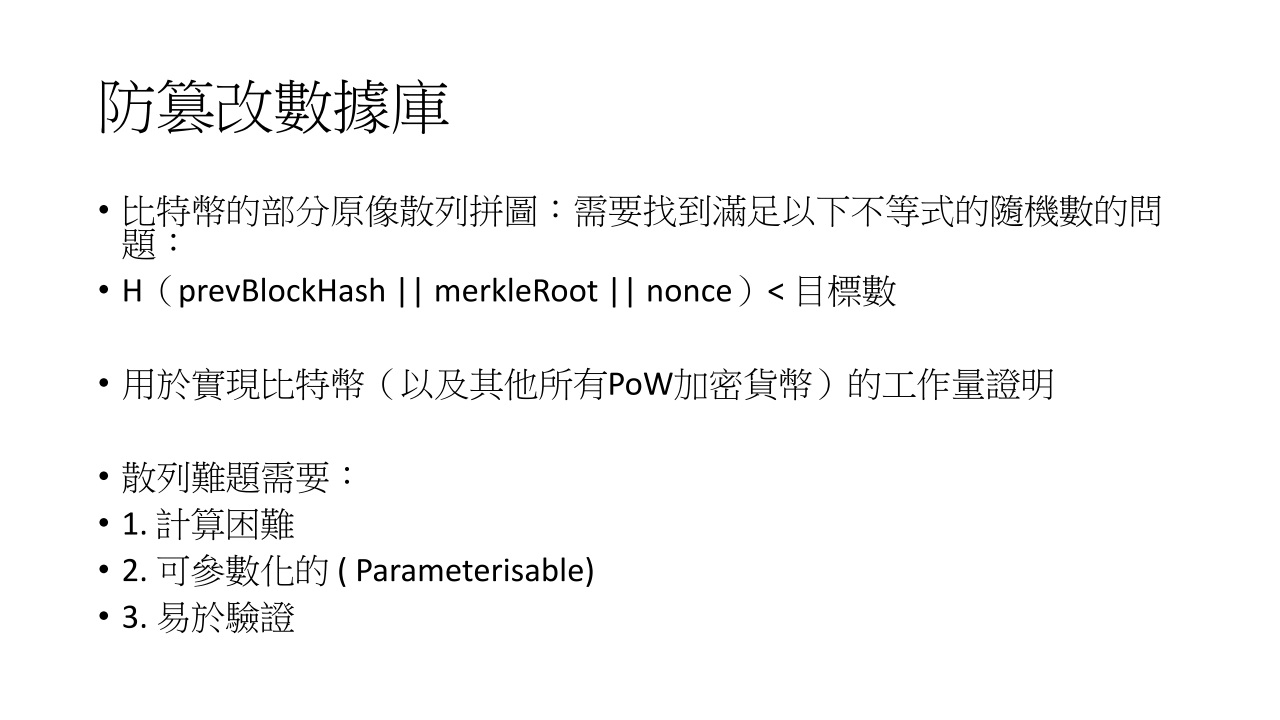 防篡改數據庫
• 比特幣的部分原像散列拼圖：需要找到滿足以下不等式的隨機數的問
題：
• H（prevBlockHash || merkleRoot || nonce）< 目標數
• 用於實現比特幣（以及其他所有PoW加密貨幣）的工作量證明
• 散列難題需要：
• 1. 計算困難
• 2. 可參數化的 ( Parameterisable)
• 3. 易於驗證